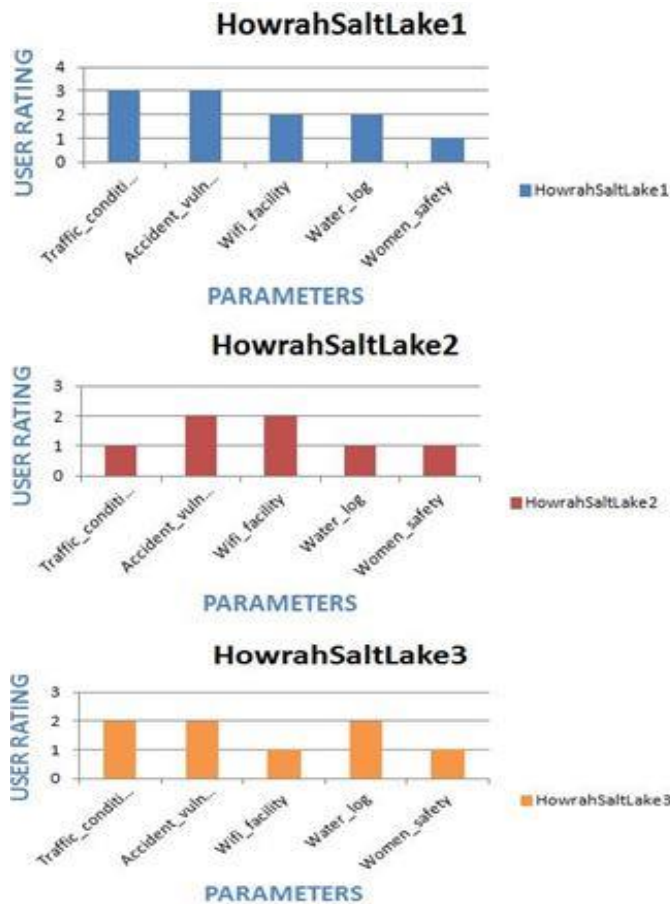 HowrahSaltLake1
USER RATING
4
3
2
1
0
Traffic_conditi...
Accident_vuln...
Wifi_facility
Water_log
Women_safety
HowrahSaltLake1
PARAMETERS
HowrahSaltLake2
USER RATING
3
2
1
0
Traffic_conditi...
Accident_vuln...
Wifi_facility
Water_log
Women_safety
HowrahSaltLake2
PARAMETERS
HowrahSaltLake3
USER RATING
3
2
1
0
Traffic_conditi...
Accident_vuln...
Wifi_facility
Water_log
Women_safety
HowrahSaltLake3
PARAMETERS